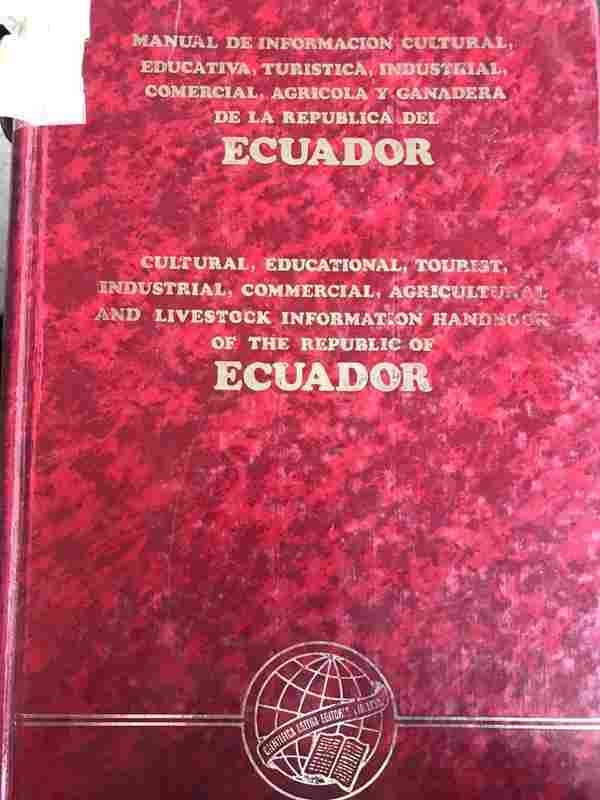 MANUAL DE INFORMACION CULTURAL,
EDUCATIVA, TURISTICA, INDUSTRIAL,
COMERCIAL, AGRICOLA Y GANADERA
DE LA REPUBLICA DEL
ECUADOR
CULTURAL, EDUCATIONAL, TOURIST,
INDUSTRIAL, COMMERCIAL, AGRICULTURAL
AND LIVESTOCK INFORMATION HANDBOOK
OF THE REPUBLIC OF
ECUADOR
CIENTIFICA LATINA EDITORES